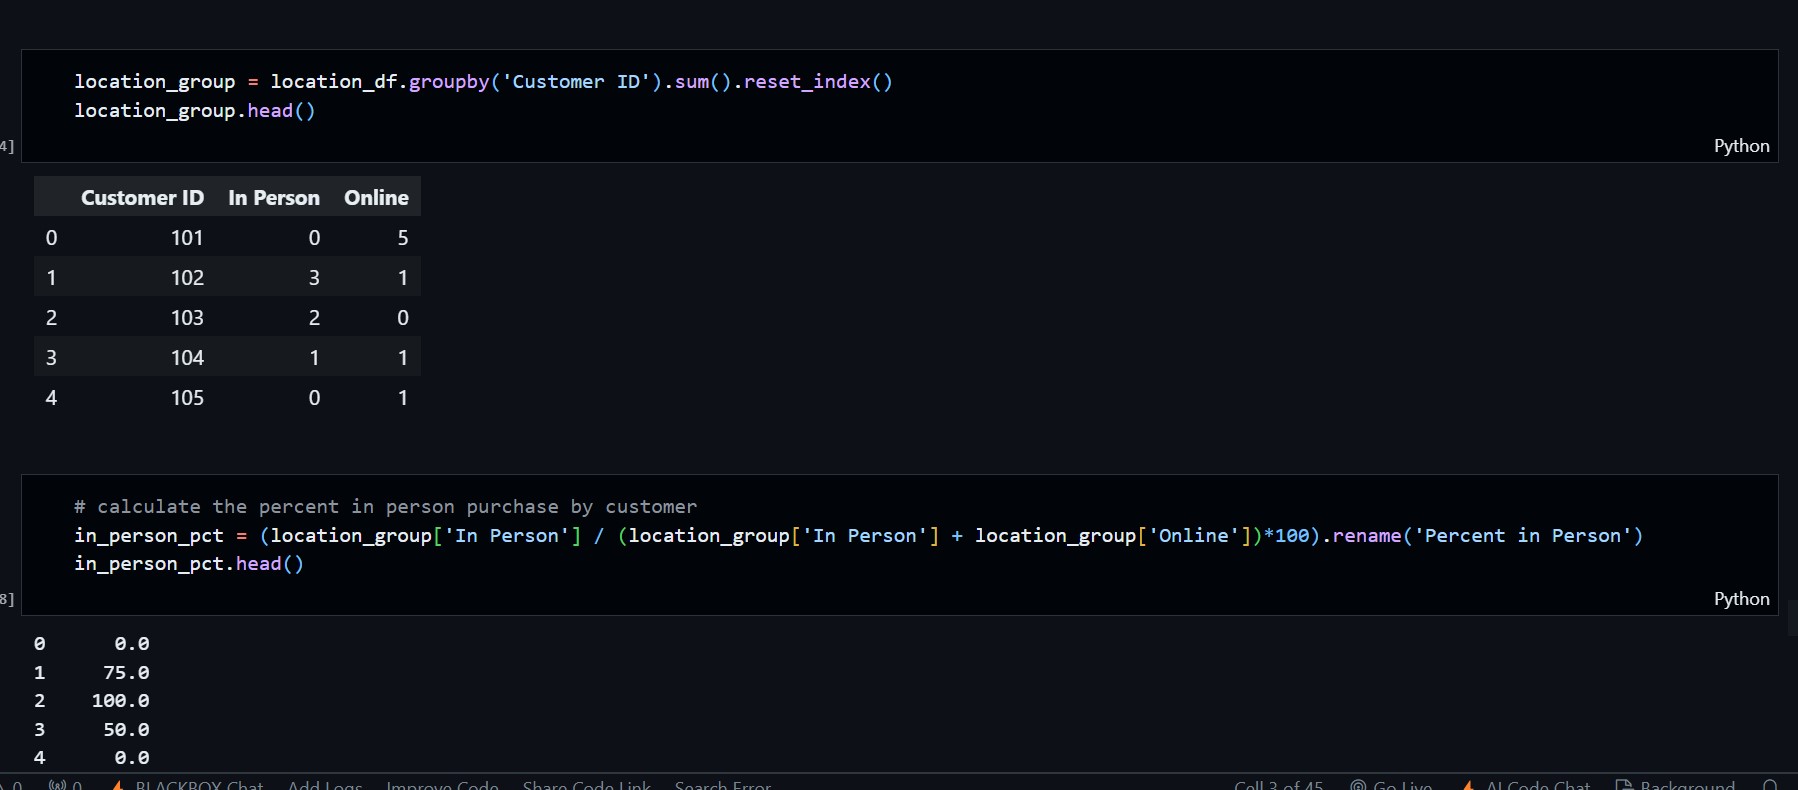 location_group = location_df.groupby('Customer ID').sum().reset_index()
location_group.head()
4]
Python
Customer ID In Person Online
0 101 0 5
1 102 3 1
2 103 2 0
3 104 1 1
4 105 0 1
# calculate the percent in person purchase by customer
in_person_pct = (location_group['In Person'] / (location_group['In Person'] + location_group['Online'])*100).rename('Percent in Person')
in_person_pct.head()
8]
Python
0 0.0
1 75.0
2 100.0
3 50.0
4 0.0
0 0 BLACKBOX Chat Add Logs Improve Code Share Code Link Search Error Cell 3 of 45 Go Live AI Code Chat Background